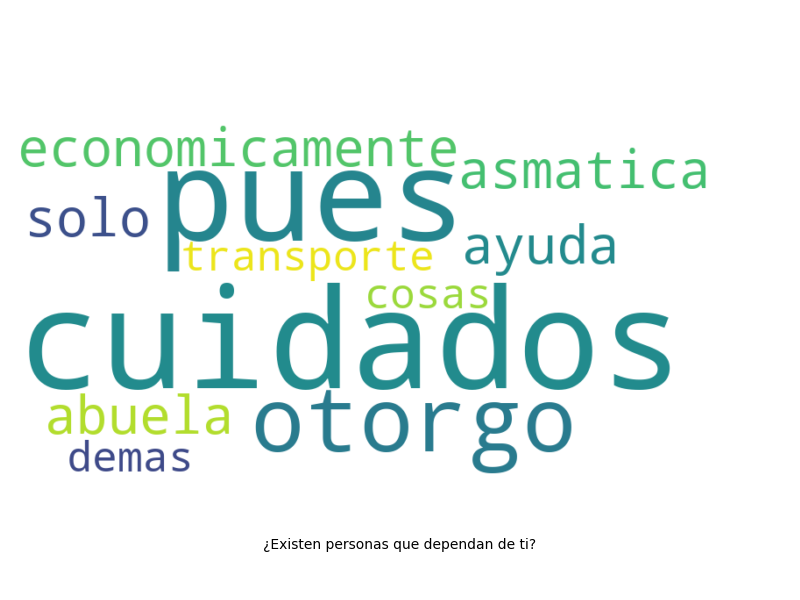 economicamente
asmatica
pues
solo
ayuda
transporte
cosas
cuidados
abuela
otorgo
demas
¿Existen personas que dependan de ti?